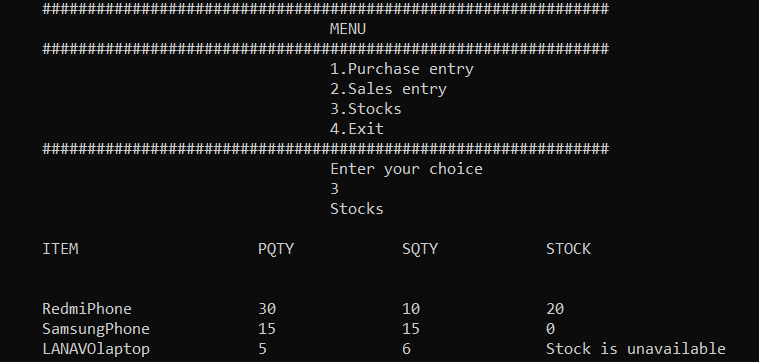 ###############################################################
MENU
###############################################################
1.Purchase entry
2.Sales entry
3.Stocks
4.Exit
###############################################################
Enter your choice
3
Stocks
ITEM PQTY SQTY STOCK
RedmiPhone 30 10 20
SamsungPhone 15 15 0
LANAVOlaptop 5 6 Stock is unavailable